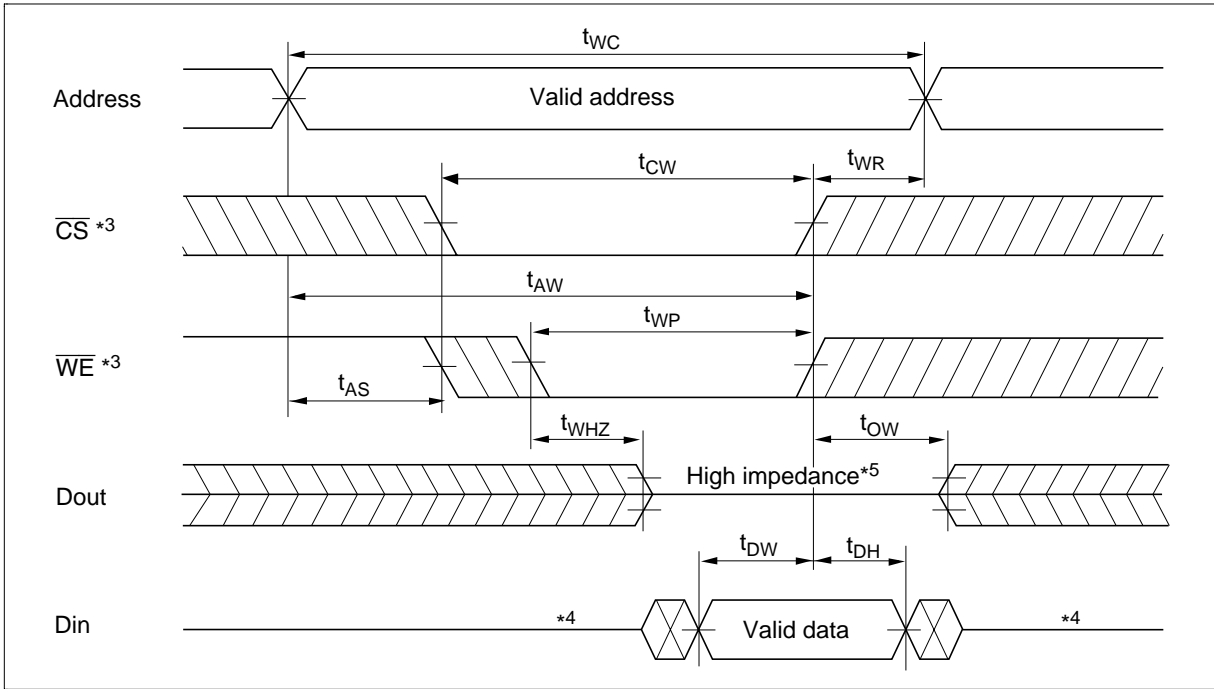 tWC
Address
Valid address
tCW
tWR
CS *3
tAW
tWP
WE *3
tAS
tWHZ
tOW
High impedance*5
Dout
tDW
tDH
Din
*4
Valid data
*4